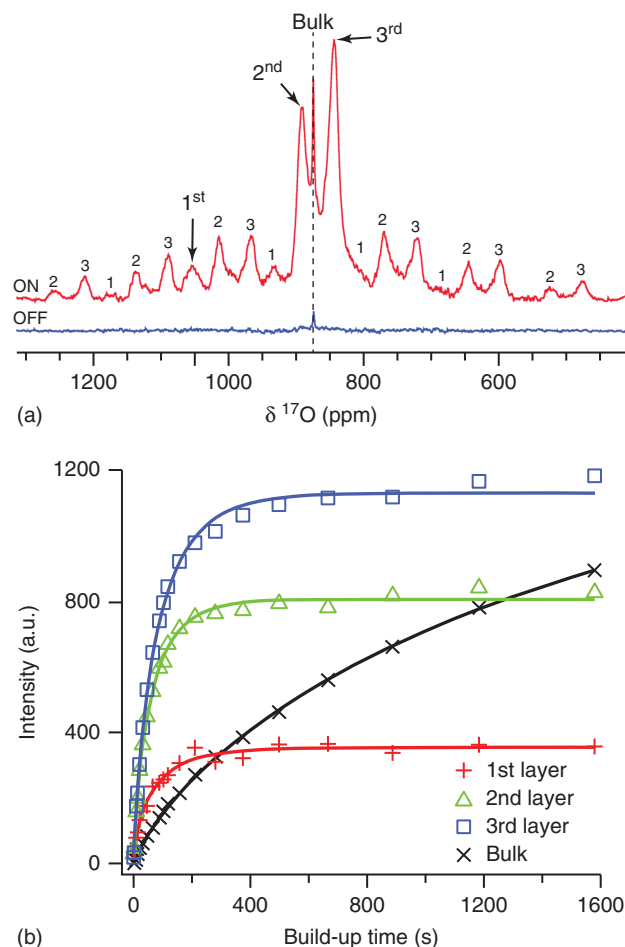 Bulk
3rd
2nd
1st
2 3 1 2 3 2 3 1 1 2 3 1 2 3 2 3
ON
OFF
1200 1000 800 600
(a) δ 17O (ppm)
1200
800
400
0
Intensity (a.u.)
1st layer
2nd layer
3rd layer
Bulk
0 400 800 1200 1600
(b) Build-up time (s)